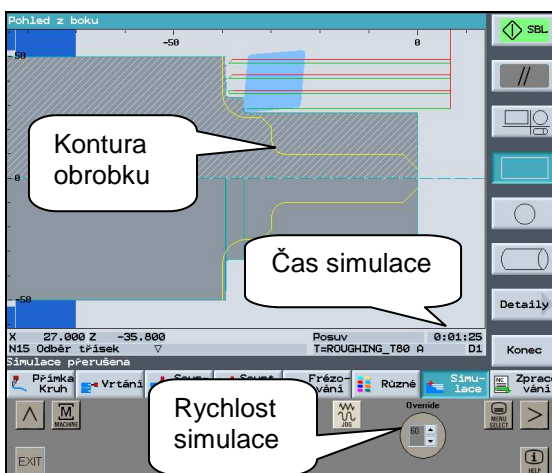 Pohled z boku
-50
0
50
0
-50
Kontura
obrobku
Čas simulace
Rychlost
simulace
X 27.000 Z -35.800 Posuv 0:01:25
N15 Odběr třísek ▽ T=ROUGHING_T80 A D1
Simulace přerušena
SBL
//
Detaily
Konec
Přímka
Kruh
Vrtání
Frézo-
vání
Různé
Simu-
lace
NC
Zprac
vání
MACHINE
JOG
Override
60
MENU
SELECT
EXIT
HELP